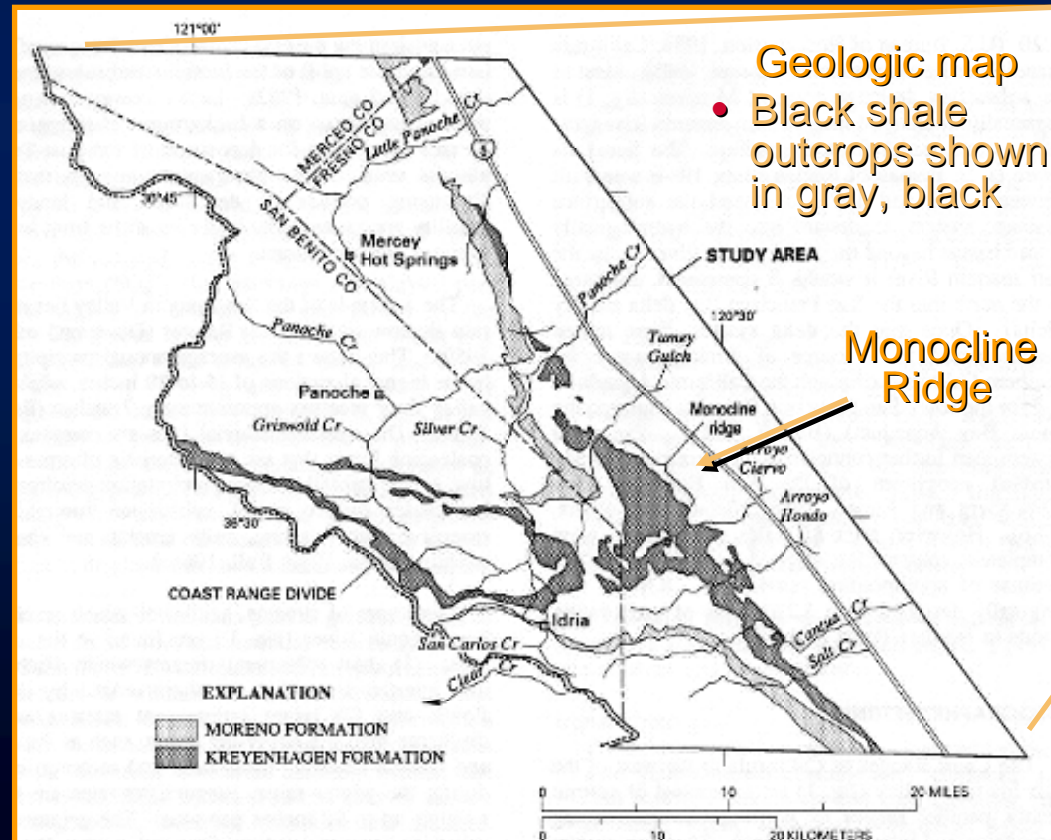 Geologic map
• Black shale
outcrops shown
in gray, black
Monocline
Ridge
121°00'
MERCED CO
FRESNO CO
Little Panoche Cr
5
36°45'
SAN BENITO CO
Mercey
Hot Springs
STUDY AREA
Panoche Cr
120°30'
Panoche Cr
Tumey
Gulch
Panoche
Griswold Cr
Silver Cr
Monocline
ridge
Arroyo
Ciervo
Arroyo
Hondo
36°30'
COAST RANGE DIVIDE
Idria
San Carlos Cr
Clear Cr
Cantua Cr
Salt Cr
EXPLANATION
MORENO FORMATION
KREYENHAGEN FORMATION
0 10 20 MILES
0 10 20 KILOMETERS